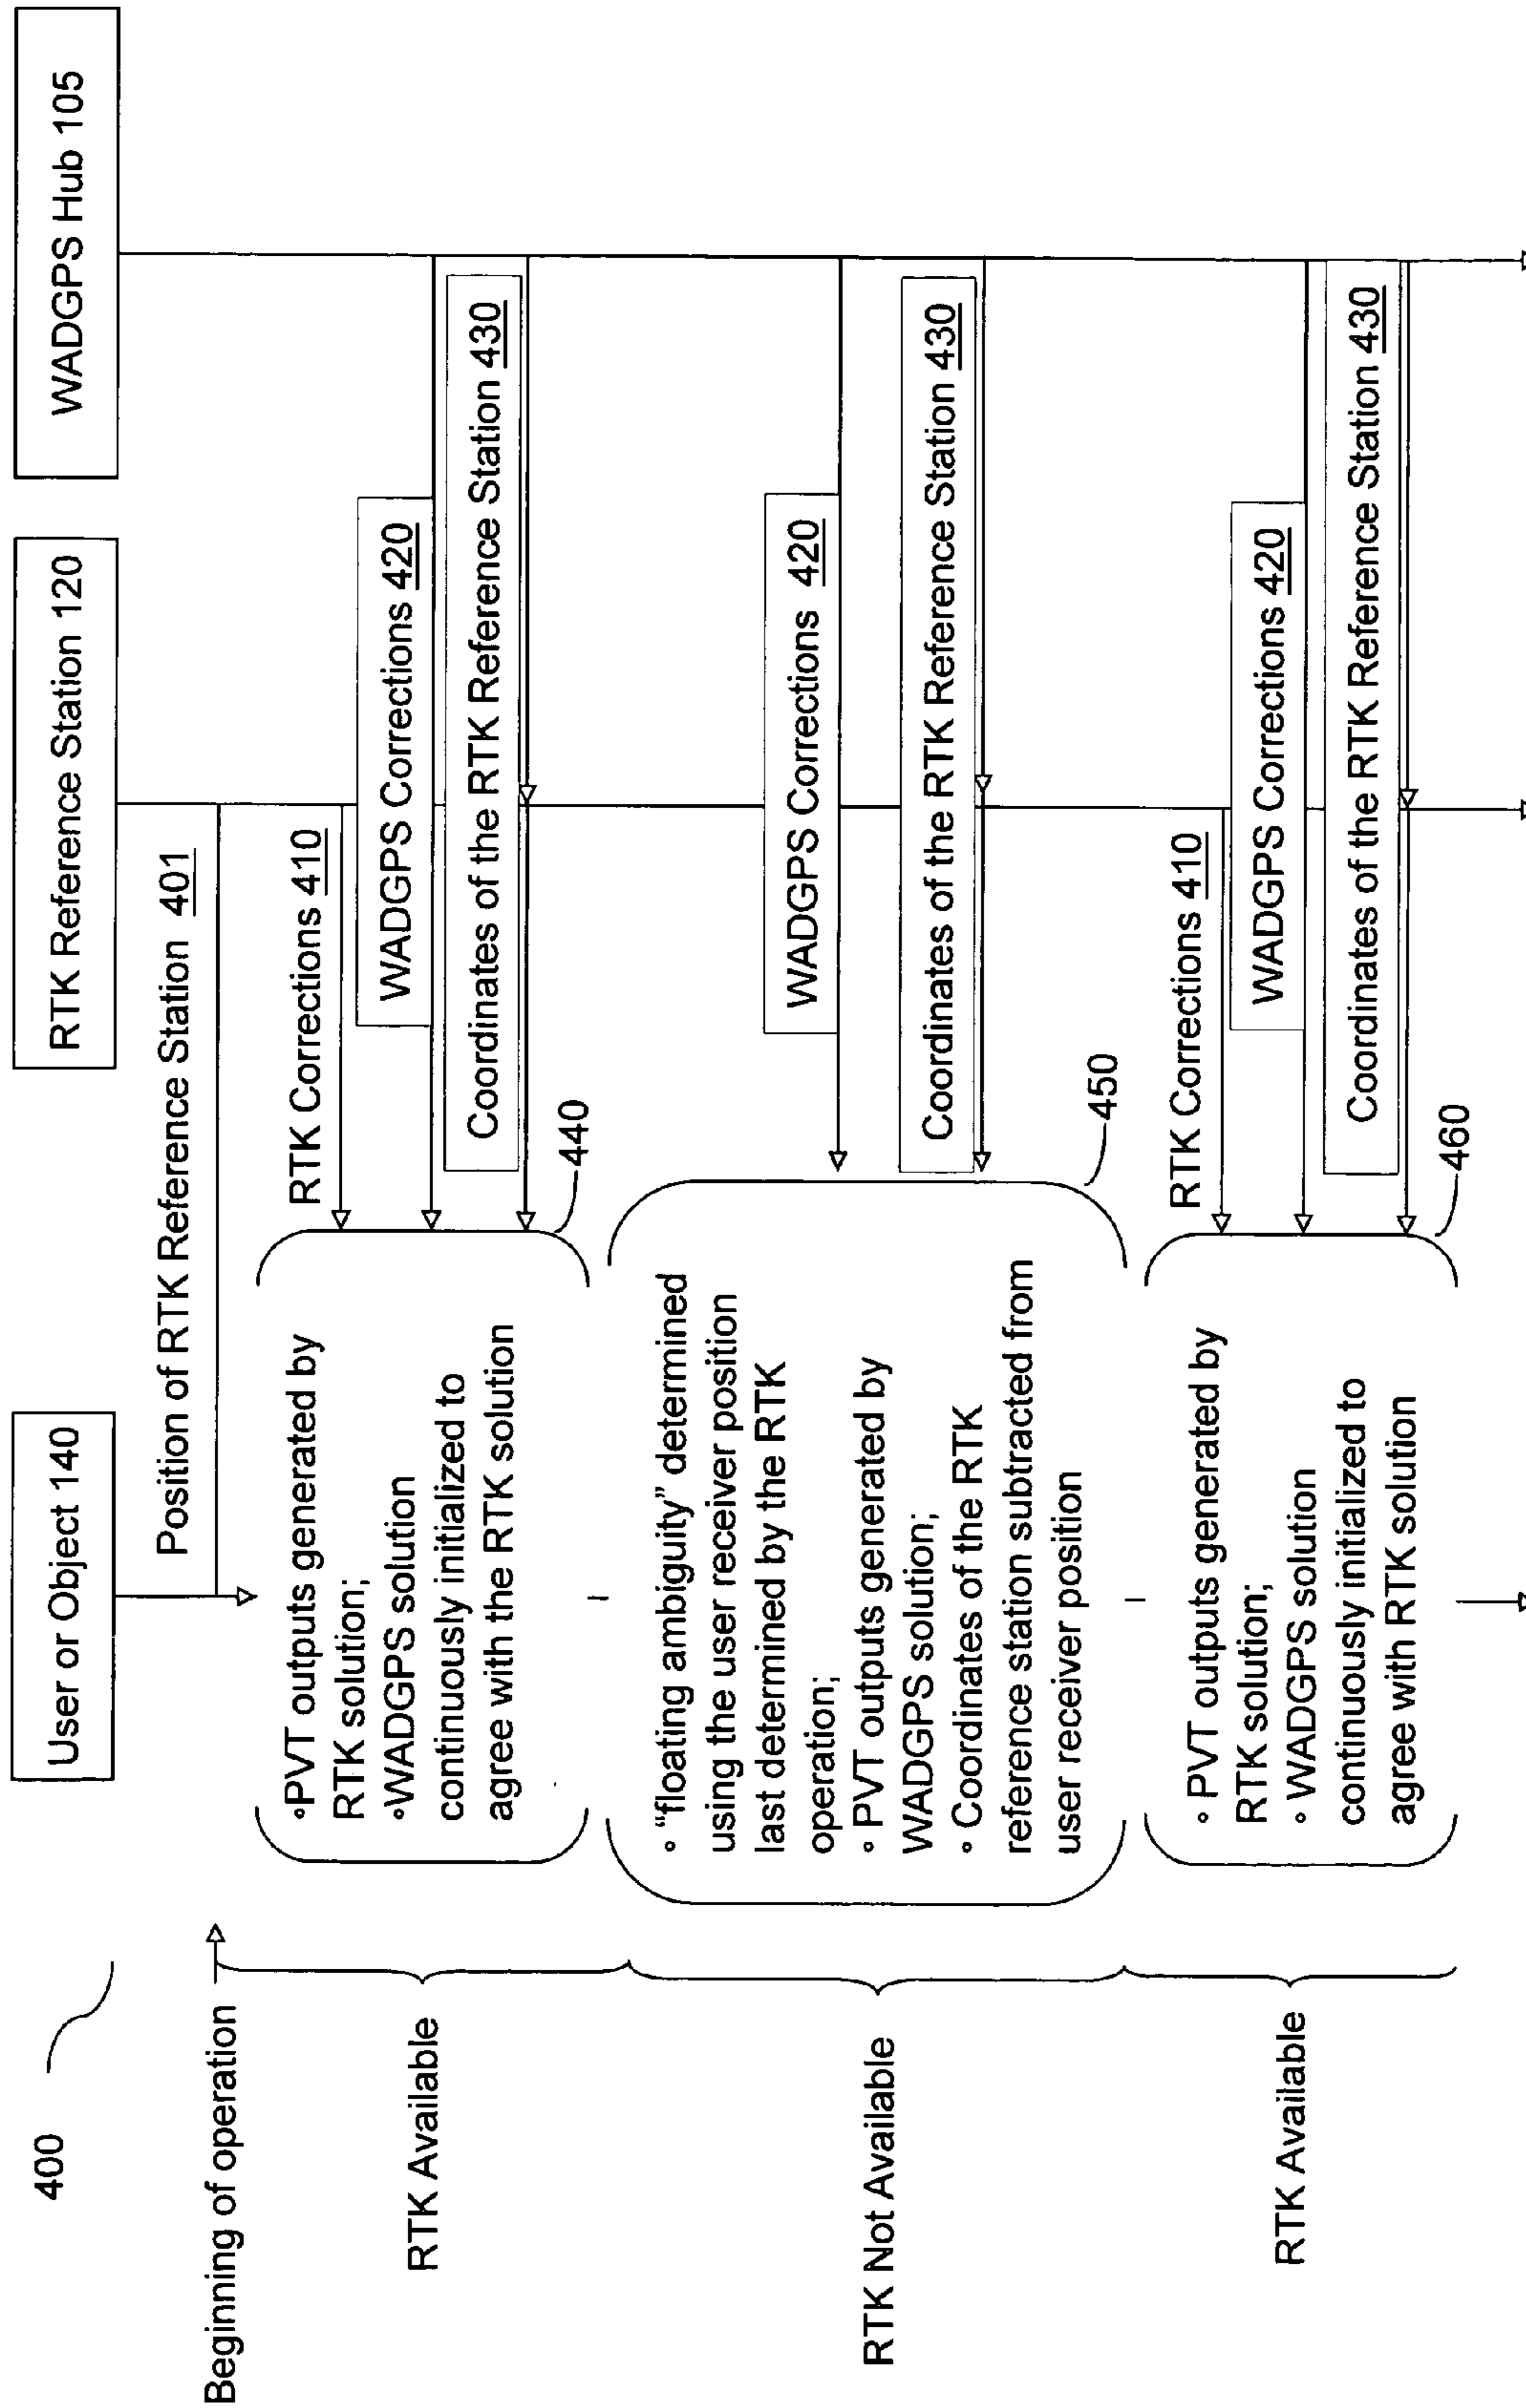 400
User or Object 140
RTK Reference Station 120
WADGPS Hub 105
Beginning of operation
Position of RTK Reference Station 401
RTK Available
•PVT outputs generated by
RTK solution;
•WADGPS solution
continuously initialized to
agree with the RTK solution
440
RTK Corrections 410
WADGPS Corrections 420
Coordinates of the RTK Reference Station 430
RTK Not Available
• “floating ambiguity” determined
using the user receiver position
last determined by the RTK
operation;
• PVT outputs generated by
WADGPS solution;
• Coordinates of the RTK
reference station subtracted from
user receiver position
450
WADGPS Corrections 420
Coordinates of the RTK Reference Station 430
RTK Available
• PVT outputs generated by
RTK solution;
• WADGPS solution
continuously initialized to
agree with RTK solution
460
RTK Corrections 410
WADGPS Corrections 420
Coordinates of the RTK Reference Station 430